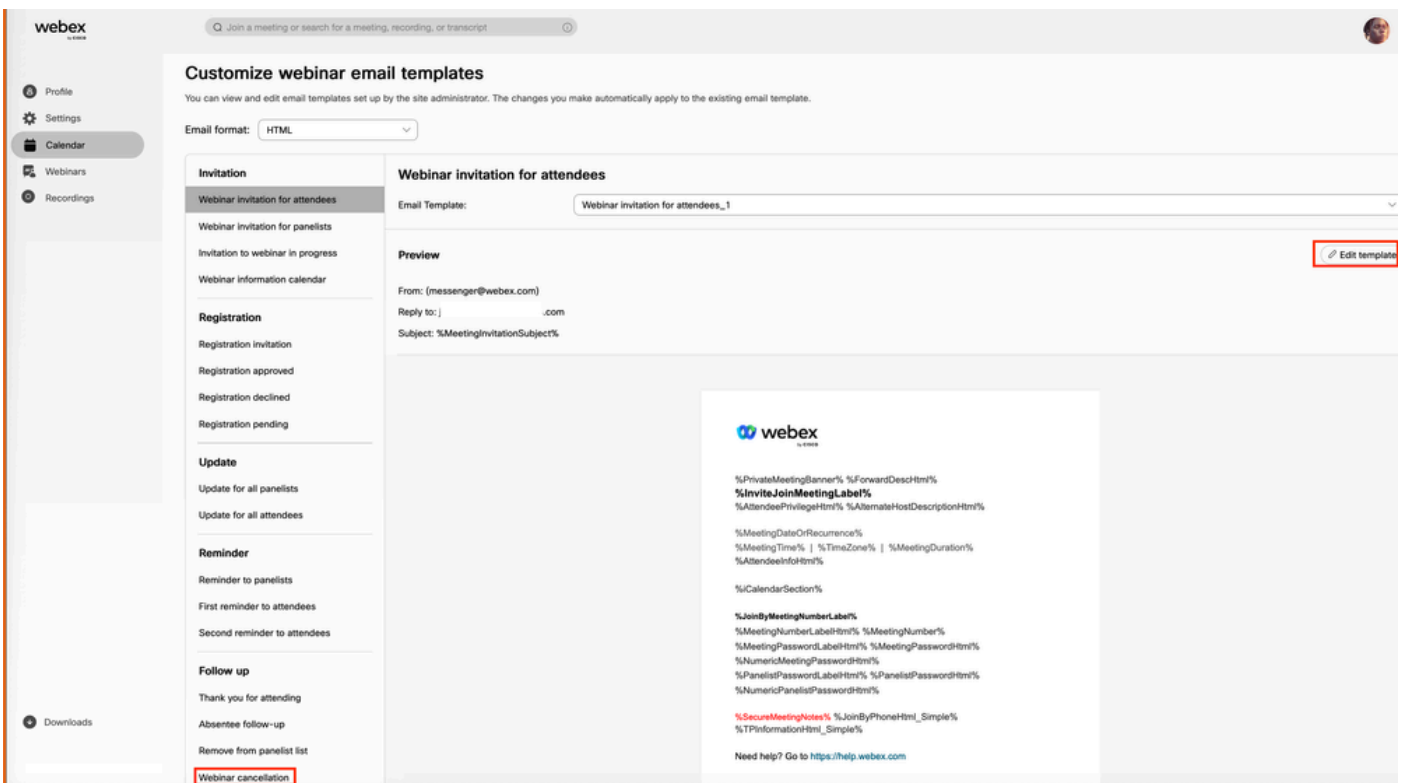 webex
by CISCO
Join a meeting or search for a meeting, recording, or transcript
Profile
Settings
Calendar
Webinars
Recordings
Downloads
Customize webinar email templates
You can view and edit email templates set up by the site administrator. The changes you make automatically apply to the existing email template.
Email format: HTML
Invitation
Webinar invitation for attendees
Webinar invitation for panelists
Invitation to webinar in progress
Webinar information calendar
Registration
Registration invitation
Registration approved
Registration declined
Registration pending
Update
Update for all panelists
Update for all attendees
Reminder
Reminder to panelists
First reminder to attendees
Second reminder to attendees
Follow up
Thank you for attending
Absentee follow-up
Remove from panelist list
Webinar cancellation
Webinar invitation for attendees
Email Template: Webinar invitation for attendees_1
Preview
Edit template
From: (messenger@webex.com)
Reply to: j .com
Subject: %MeetingInvitationSubject%
webex
by CISCO
%PrivateMeetingBanner% %ForwardDescHtml%
%InviteJoinMeetingLabel%
%AttendeePrivilegeHtml% %AlternateHostDescriptionHtml%
%MeetingDateOrRecurrence%
%MeetingTime% | %TimeZone% | %MeetingDuration%
%AttendeeInfoHtml%
%iCalendarSection%
%JoinByMeetingNumberLabel%
%MeetingNumberLabelHtml% %MeetingNumber%
%MeetingPasswordLabelHtml% %MeetingPasswordHtml%
%NumericMeetingPasswordHtml%
%PanelistPasswordLabelHtml% %PanelistPasswordHtml%
%NumericPanelistPasswordHtml%
%SecureMeetingNotes% %JoinByPhoneHtml_Simple%
%TPInformationHtml_Simple%
Need help? Go to https://help.webex.com